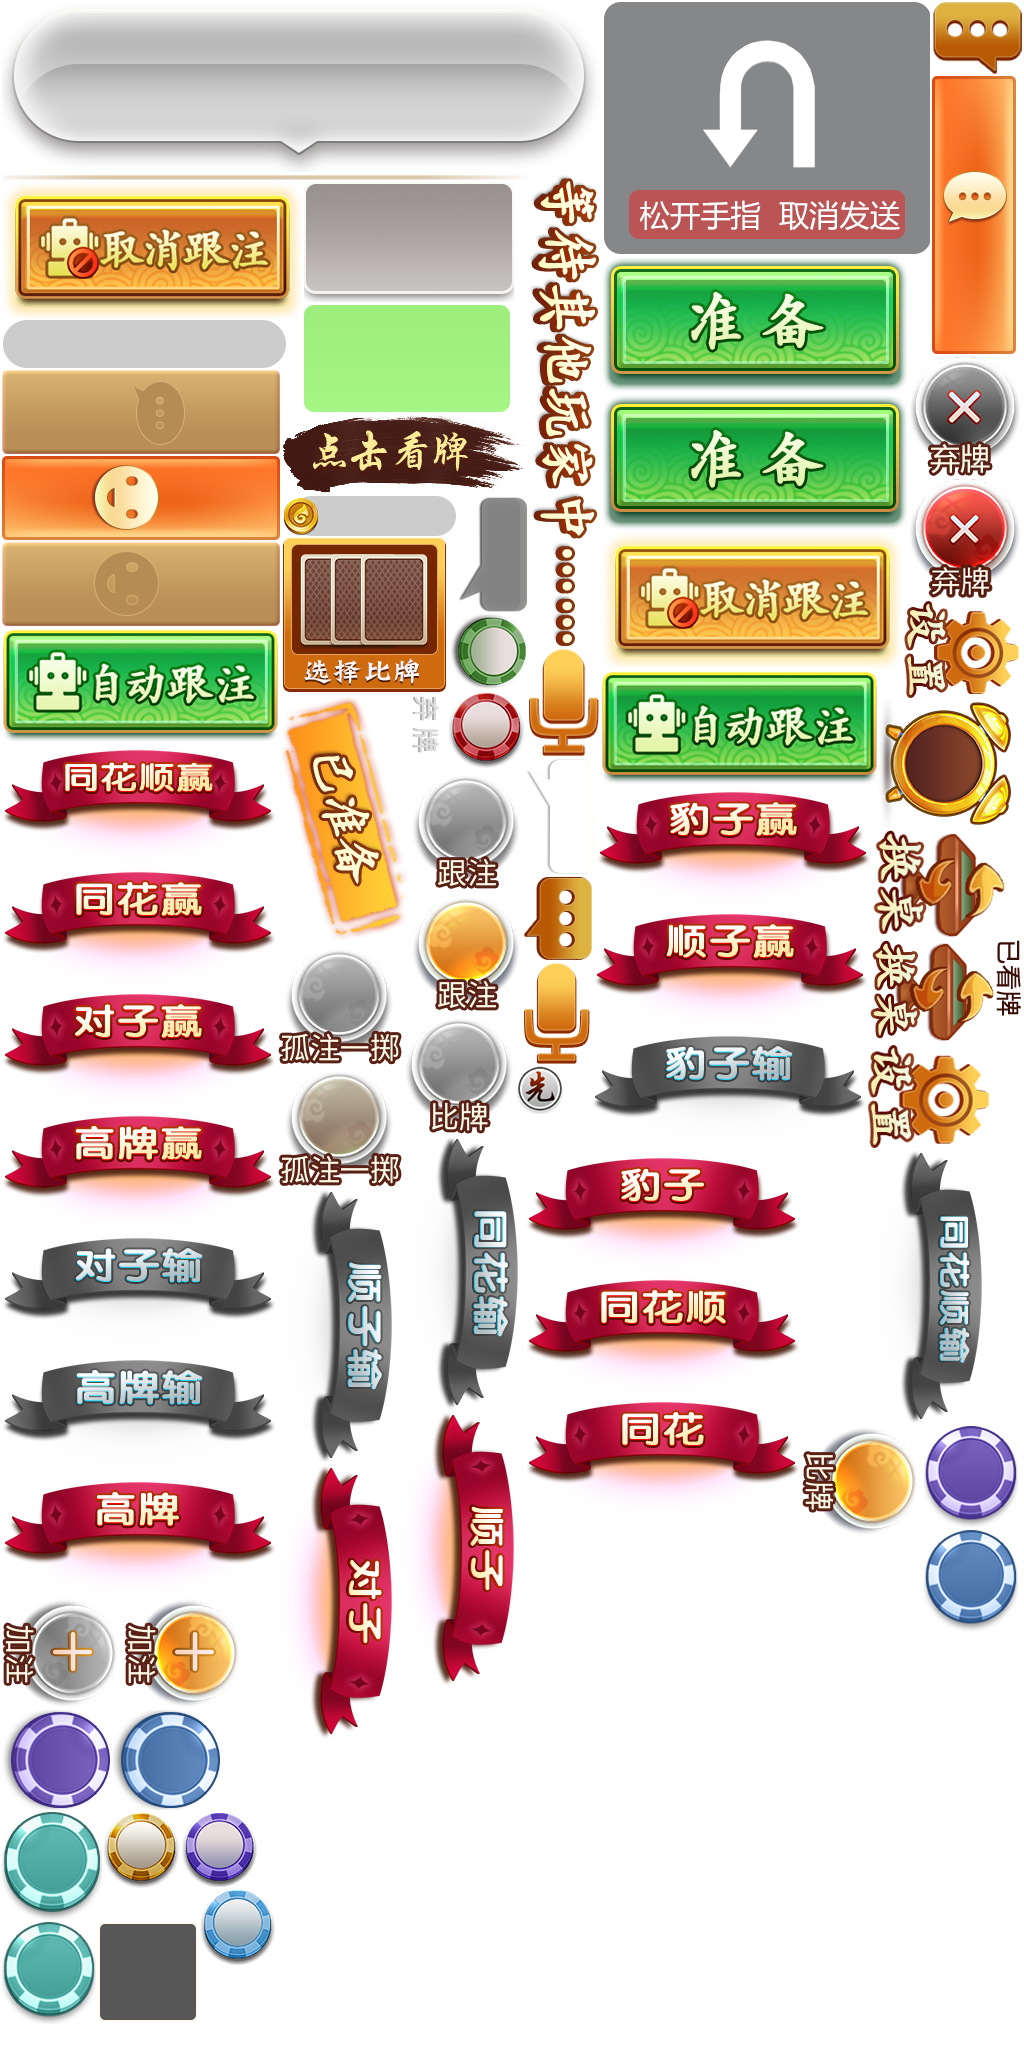 松开手指 取消发送
取消跟注
等待其他玩家中
准备
弃牌
点击看牌
准备
弃牌
取消跟注
设置
选择比牌
自动跟注
弃牌
自动跟注
同花顺赢
已准备
豹子赢
换桌
跟注
同花赢
顺子赢
换桌
已看牌
跟注
对子赢
孤注一掷
豹子输
设置
先
比牌
高牌赢
孤注一掷
豹子
同花输
同花顺输
对子输
顺子输
同花顺
高牌输
同花
比牌
高牌
顺子
对子
加注
加注